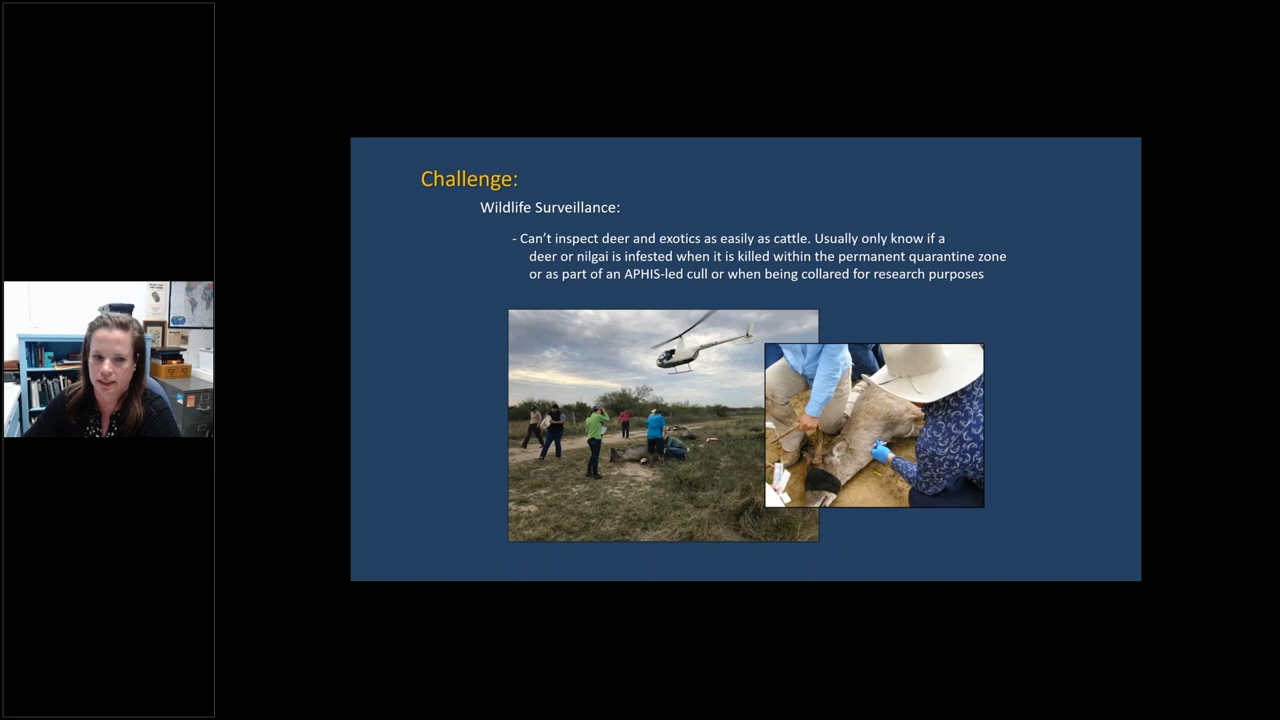 Challenge:
Wildlife Surveillance:
- Can't inspect deer and exotics as easily as cattle. Usually only know if a
deer or nilgai is infested when it is killed within the permanent quarantine zone
or as part of an APHIS-led cull or when being collared for research purposes